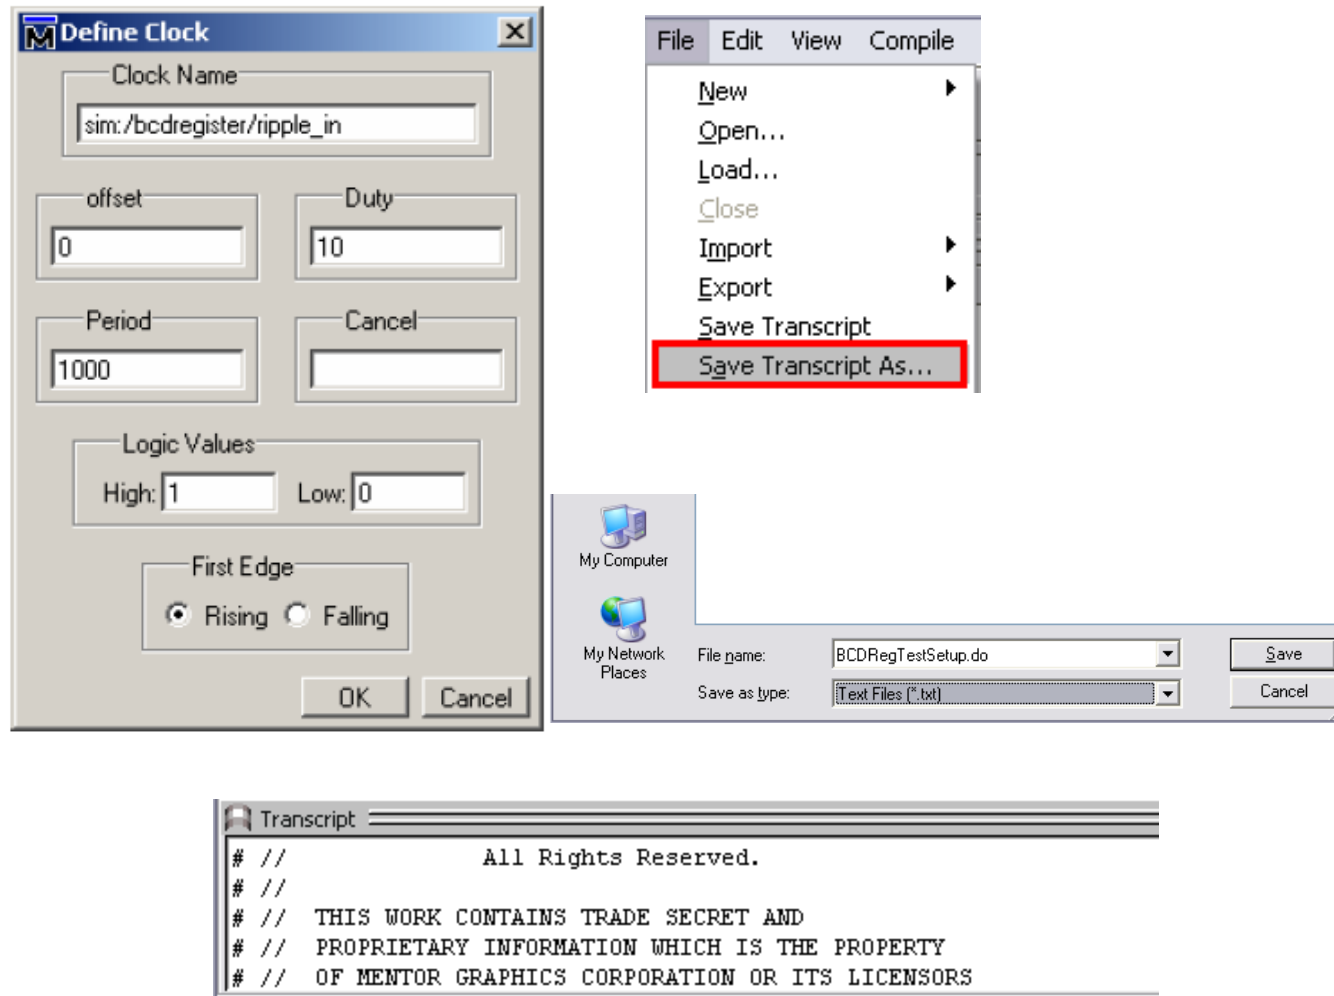 Define Clock
Clock Name
sim:/bcdregister/ripple_in
offset Duty
0 10
Period Cancel
1000
Logic Values
High: 1 Low: 0
First Edge
Rising Falling
OK Cancel
File Edit View Compile
New
Open...
Load...
Close
Import
Export
Save Transcript
Save Transcript As...
My Computer
My Network
Places
File name: BCDRegTestSetup.do Save
Save as type: Text Files (*.txt) Cancel
Transcript
# // All Rights Reserved.
# //
# // THIS WORK CONTAINS TRADE SECRET AND
# // PROPRIETARY INFORMATION WHICH IS THE PROPERTY
# // OF MENTOR GRAPHICS CORPORATION OR ITS LICENSORS